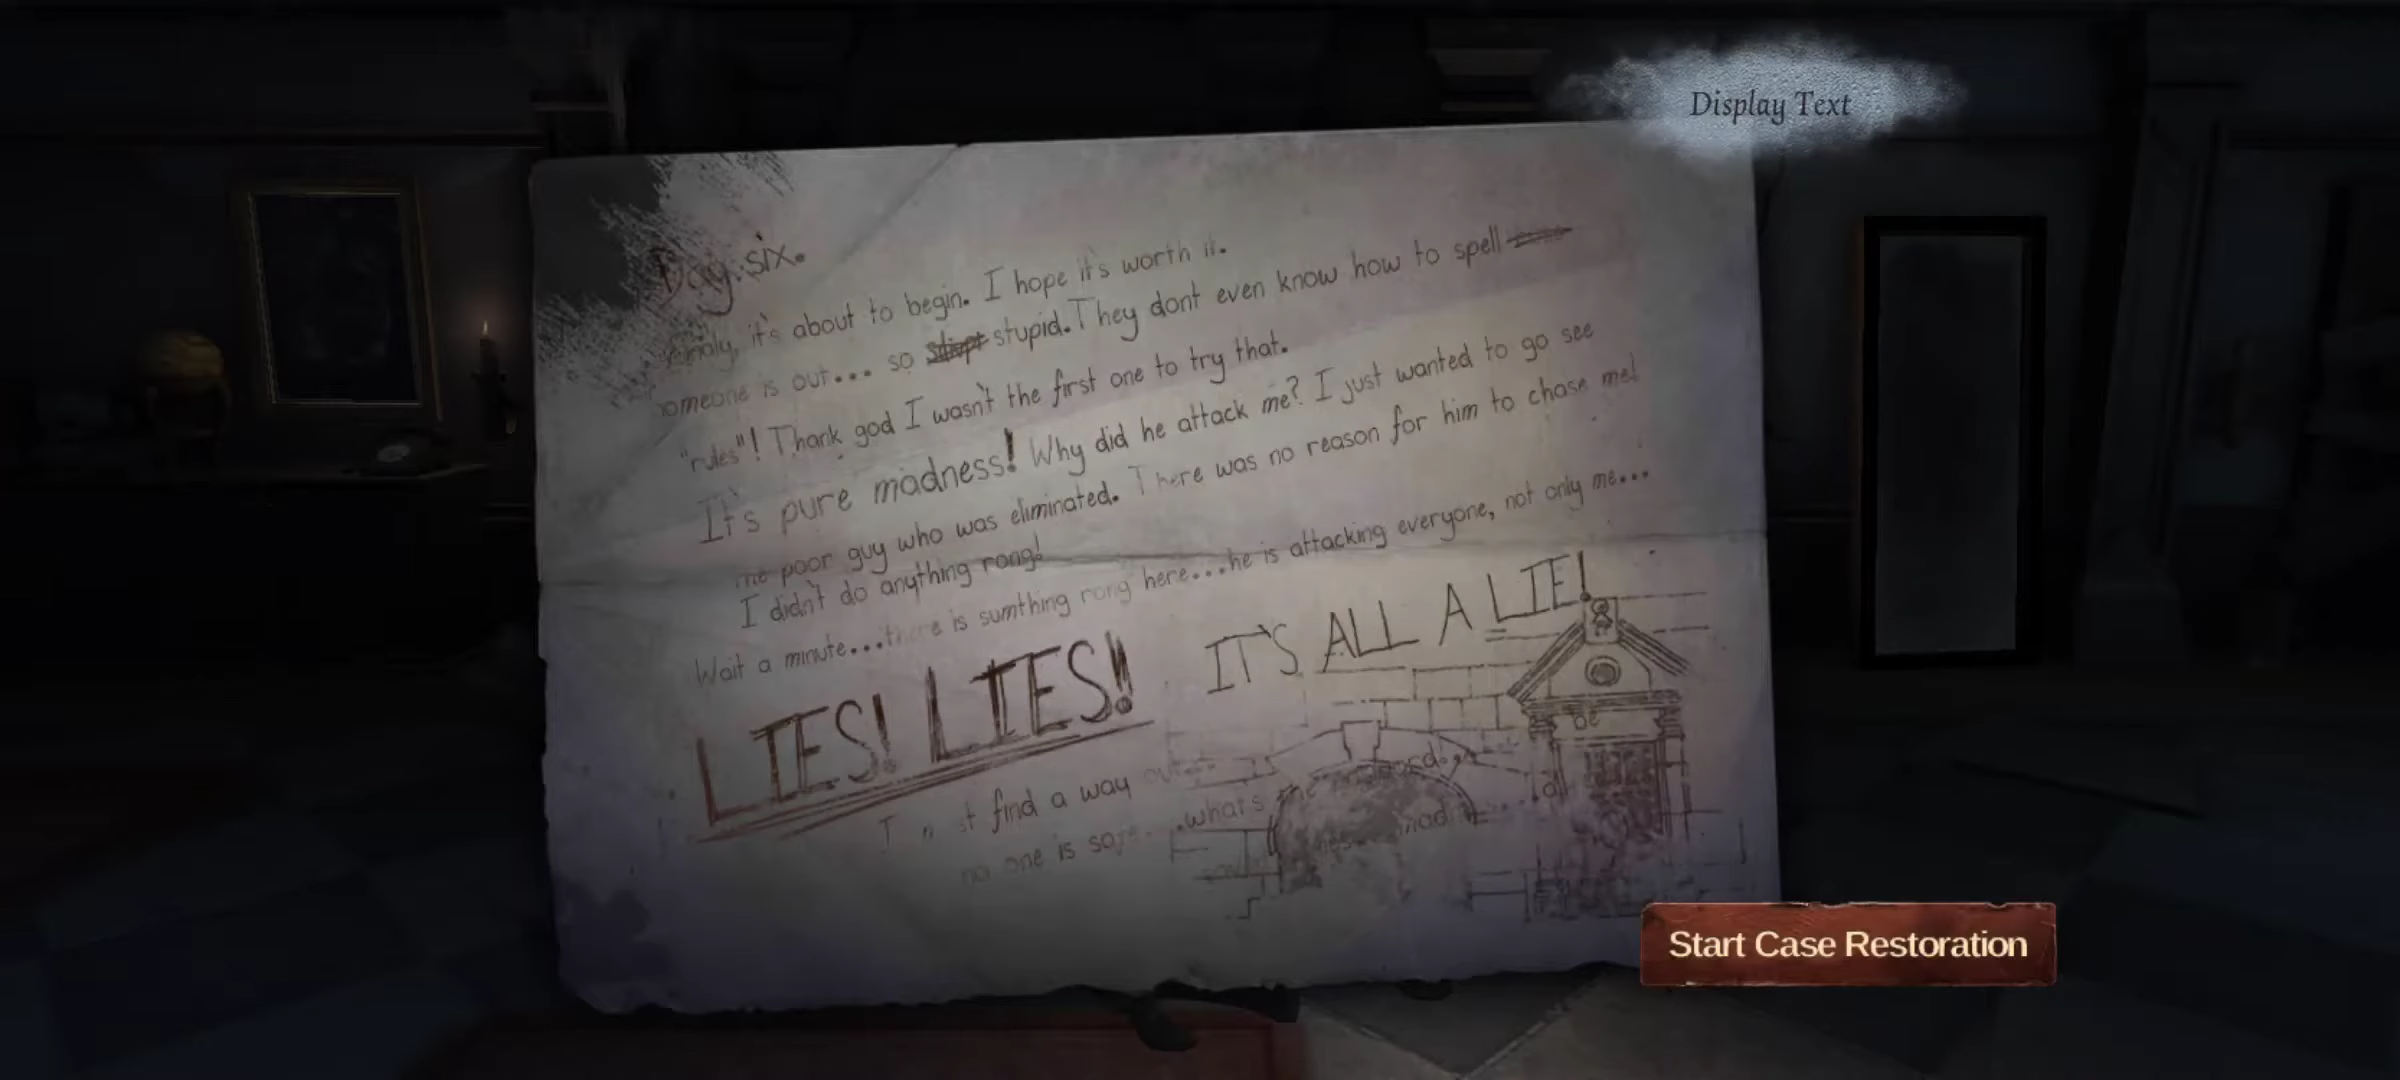 Display Text
Day six.
it's about to begin. I hope it's worth it.
omeone is out... so stupid. They dont even know how to spell
"rules"! Thank god I wasn't the first one to try that.
It's pure madness! Why did he attack me? I just wanted to go see
poor guy who was eliminated. There was no reason for him to chase me!
I didn't do anything rong!
Wait a minute...there is sumthing rong here...he is attacking everyone, not only me...
LIES! LIES!!
IT'S ALL A LIE!
find a way
no one is
whats
Start Case Restoration